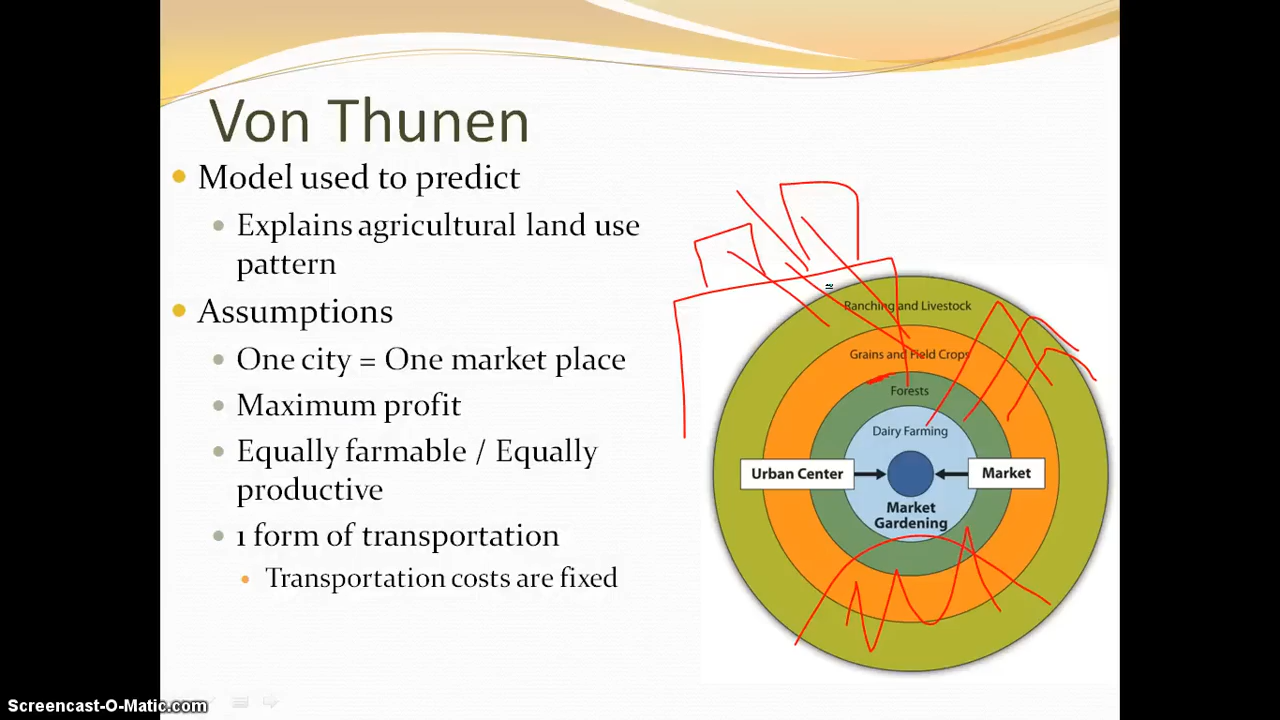 Von Thunen
Model used to predict
Explains agricultural land use
pattern
Assumptions
One city = One market place
Maximum profit
Equally farmable / Equally
productive
1 form of transportation
Transportation costs are fixed
Ranching and Livestock
Grains and Field Crops
Forests
Dairy Farming
Urban Center
Market
Market
Gardening
Screencast-O-Matic.com